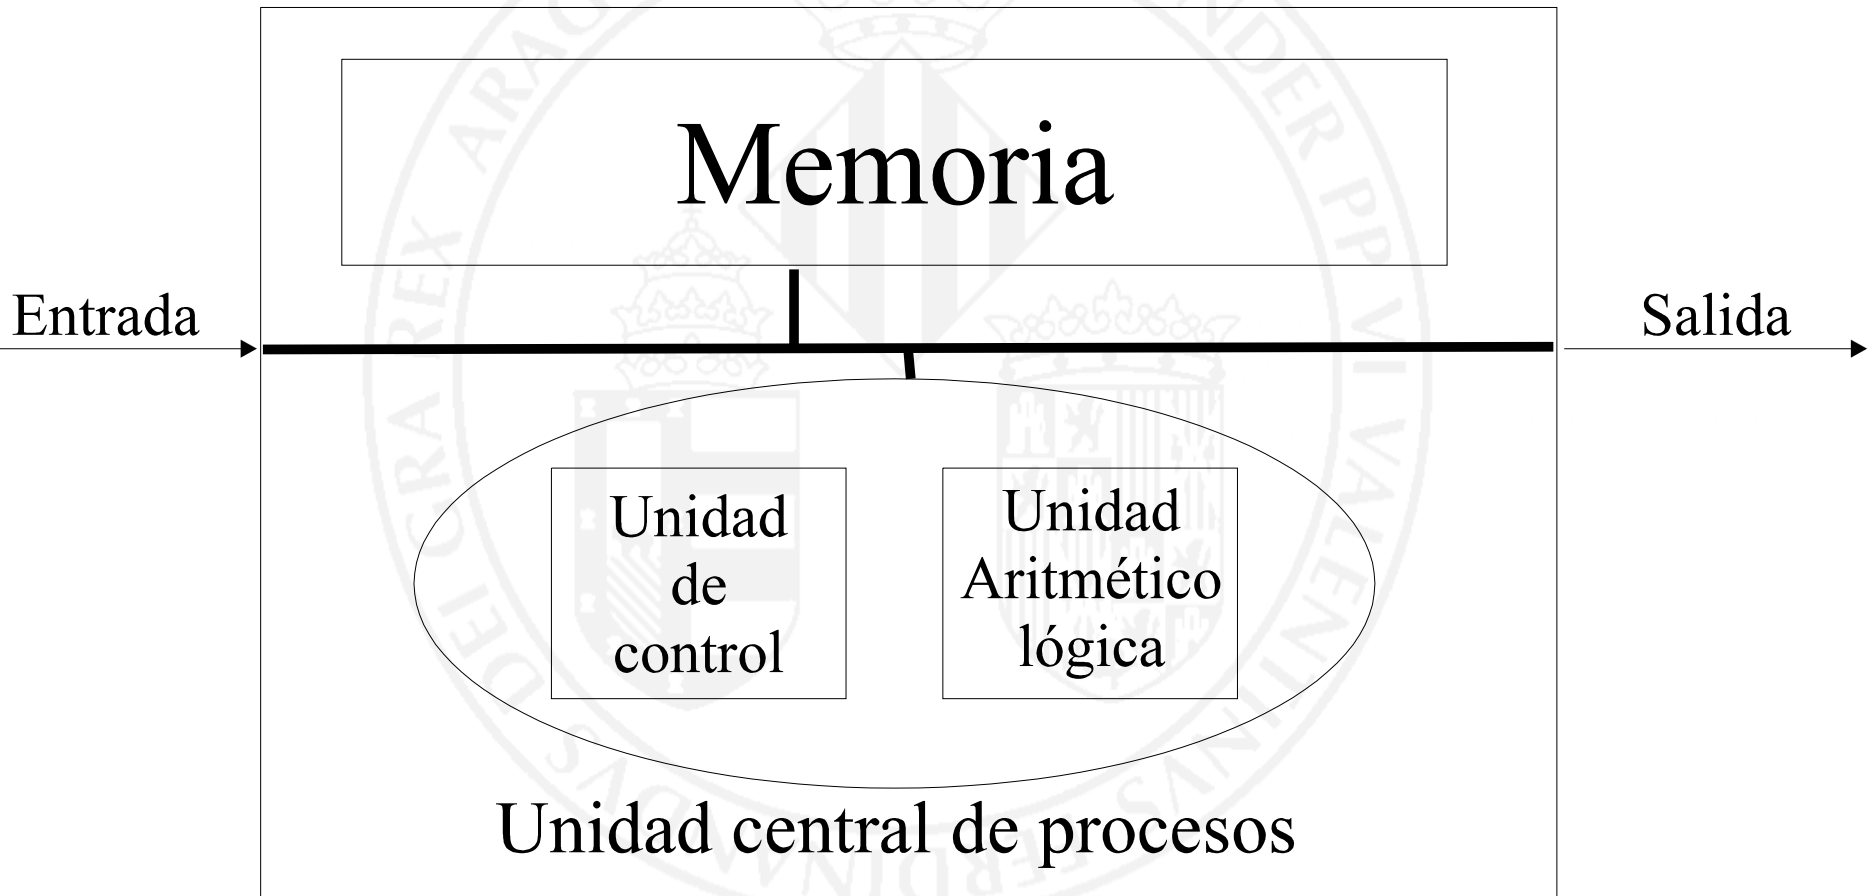 Memoria
Entrada
Salida
Unidad
de
control
Unidad
Aritmético
lógica
Unidad central de procesos